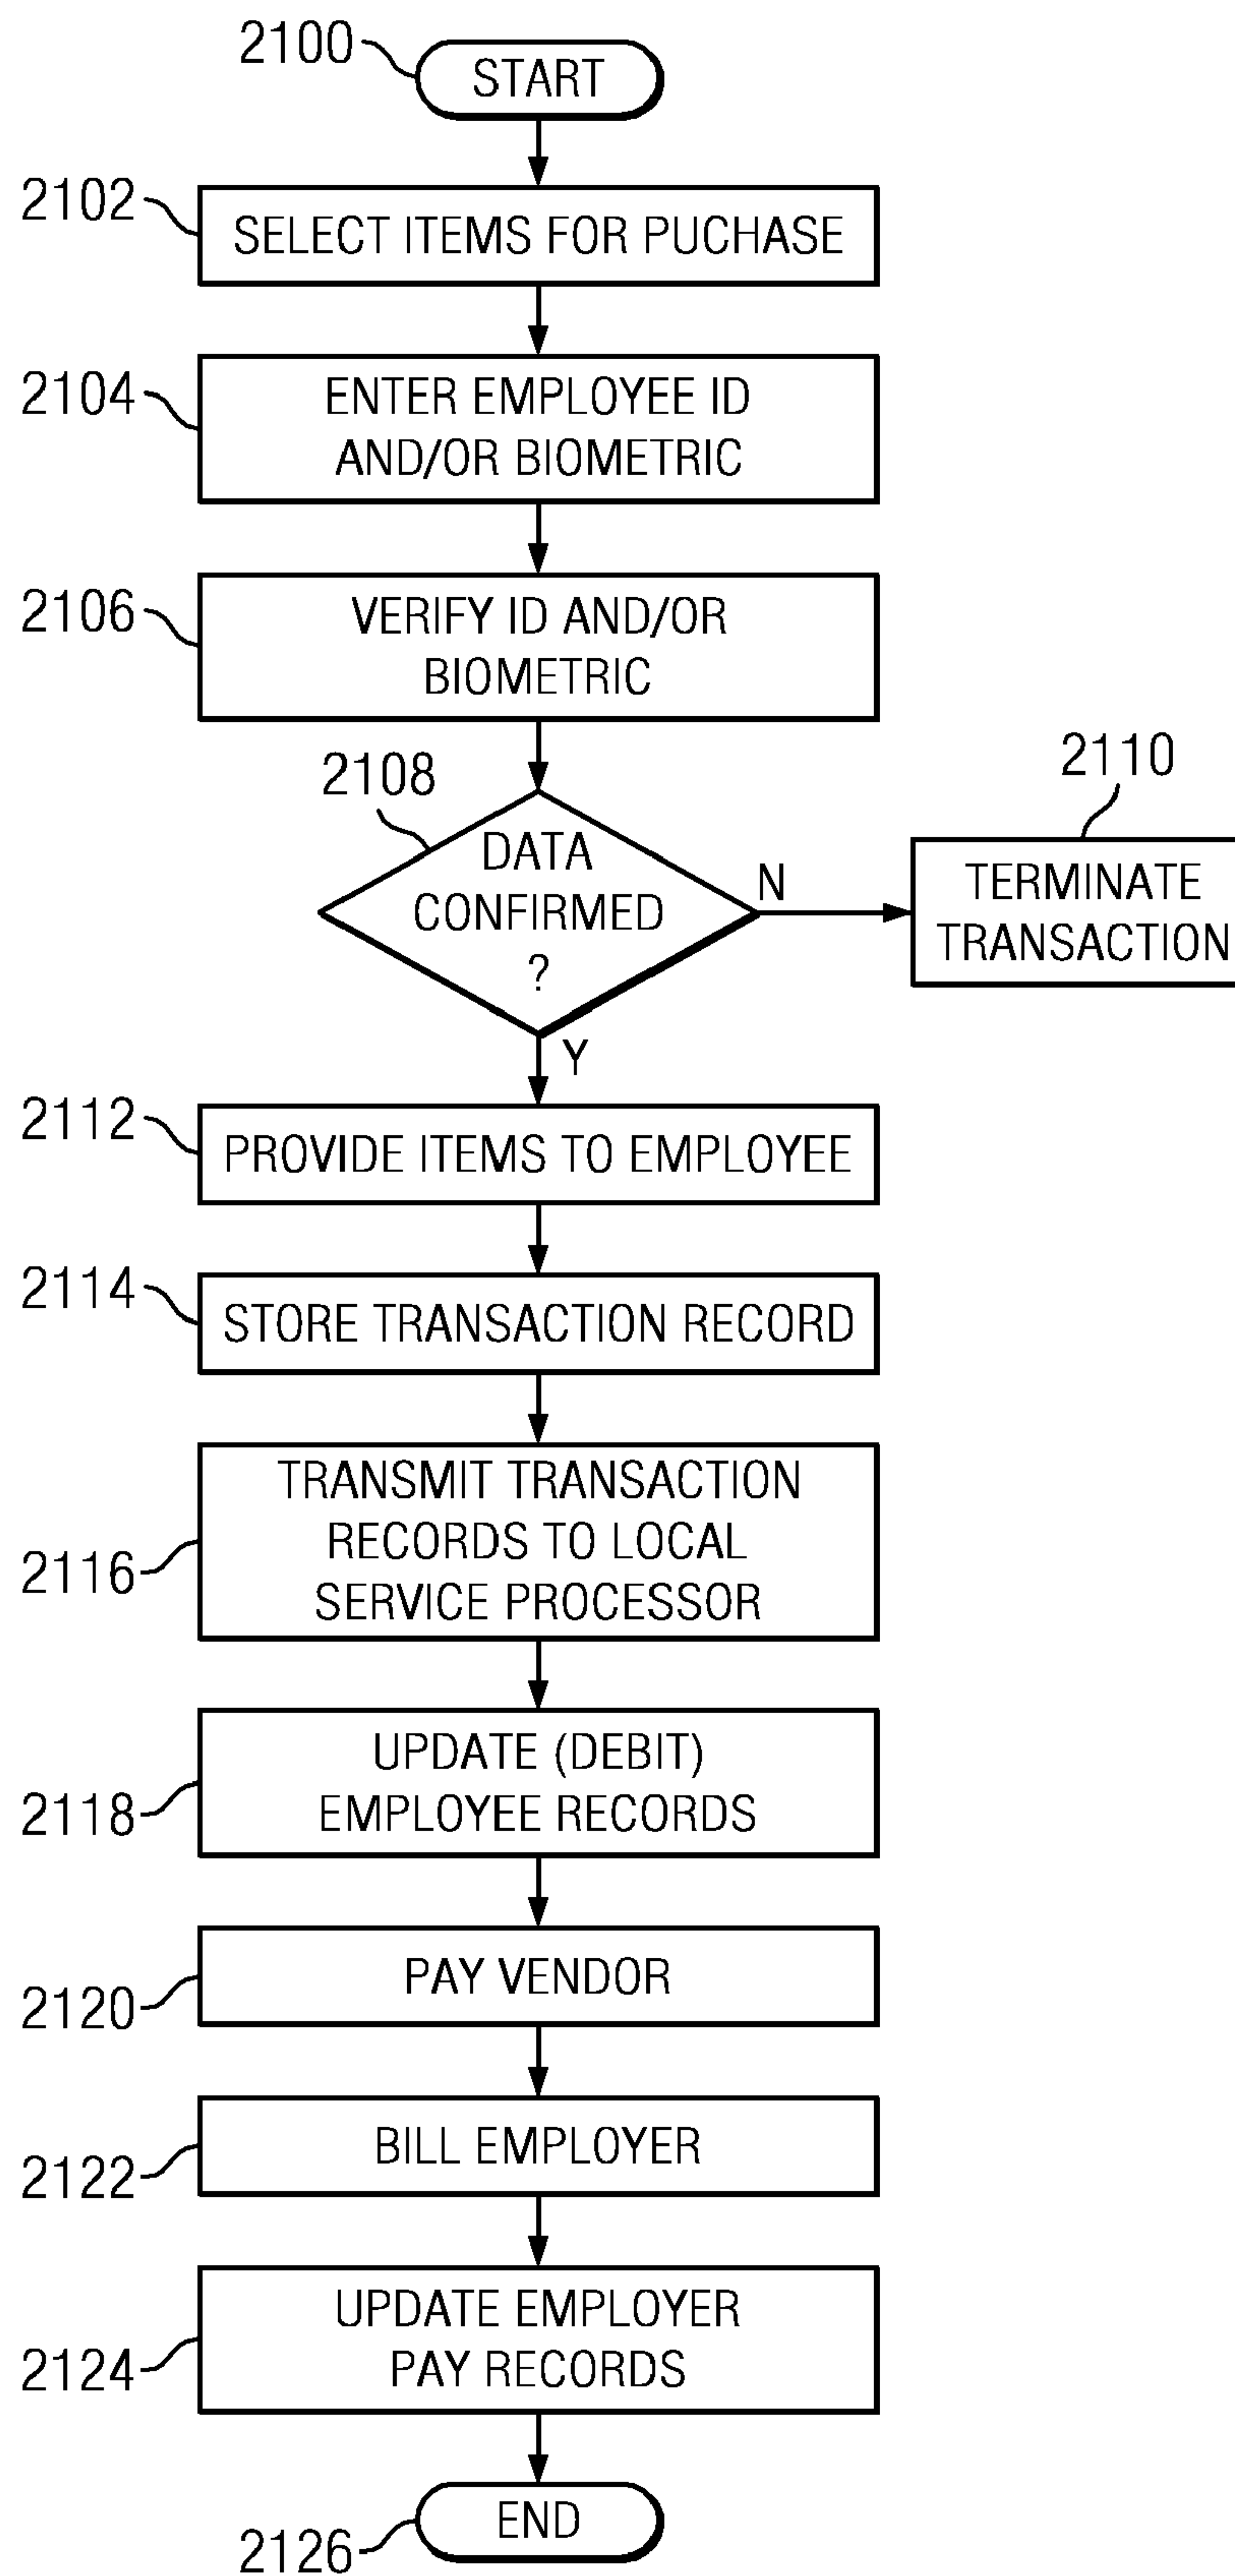 2100
START
2102
SELECT ITEMS FOR PUCHASE
2104
ENTER EMPLOYEE ID
AND/OR BIOMETRIC
2106
VERIFY ID AND/OR
BIOMETRIC
2108
DATA
CONFIRMED
?
N
2110
TERMINATE
TRANSACTION
Y
2112
PROVIDE ITEMS TO EMPLOYEE
2114
STORE TRANSACTION RECORD
2116
TRANSMIT TRANSACTION
RECORDS TO LOCAL
SERVICE PROCESSOR
2118
UPDATE (DEBIT)
EMPLOYEE RECORDS
2120
PAY VENDOR
2122
BILL EMPLOYER
2124
UPDATE EMPLOYER
PAY RECORDS
2126
END